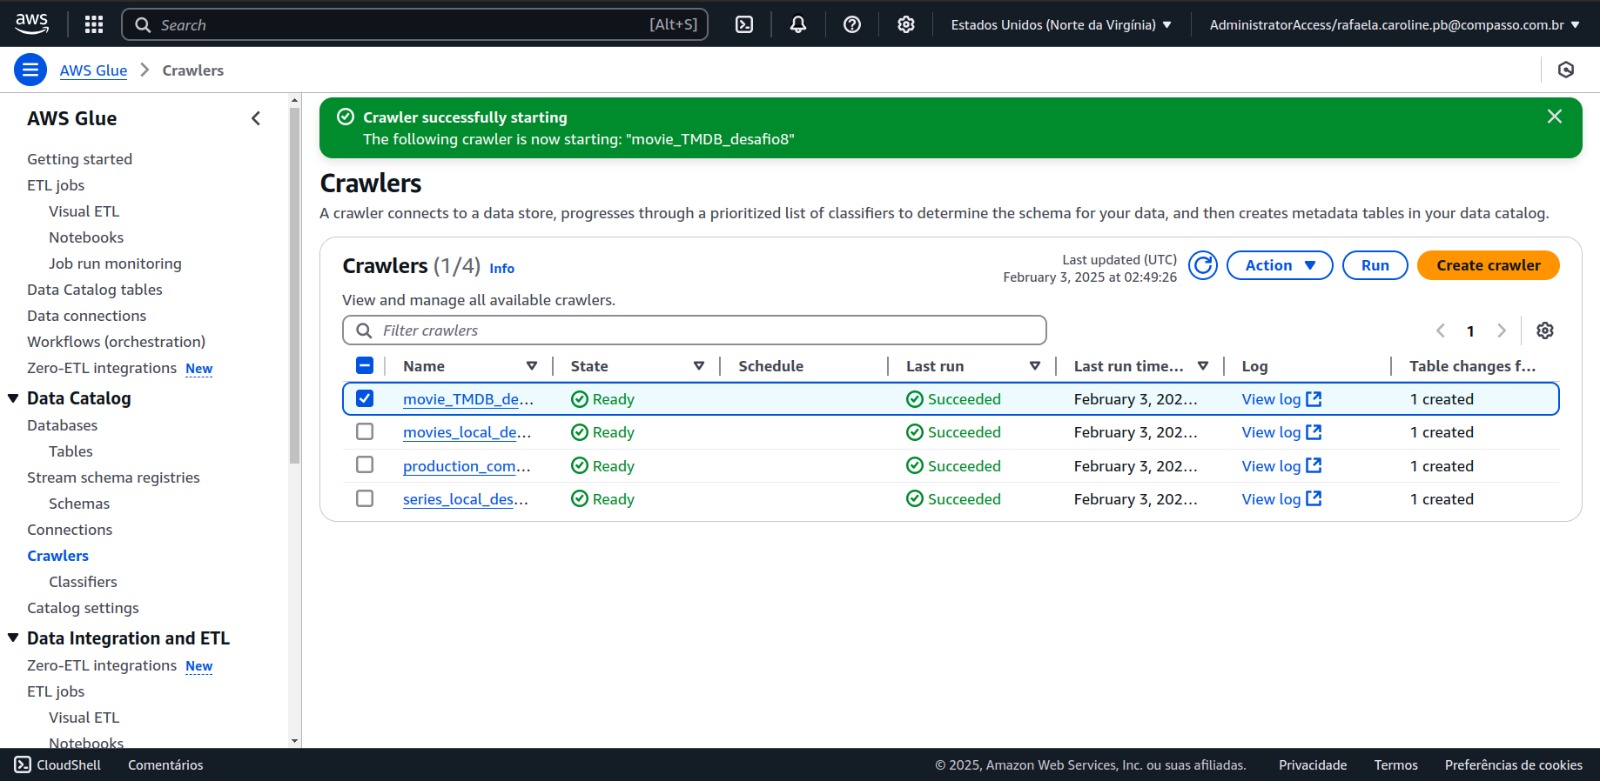 aws
Search
[Alt+S]
Estados Unidos (Norte da Virgínia)
AdministratorAccess/rafaela.caroline.pb@compasso.com.br
AWS Glue
Crawlers
AWS Glue
Getting started
ETL jobs
Visual ETL
Notebooks
Job run monitoring
Data Catalog tables
Data connections
Workflows (orchestration)
Zero-ETL integrations New
Data Catalog
Databases
Tables
Stream schema registries
Schemas
Connections
Crawlers
Classifiers
Catalog settings
Data Integration and ETL
Zero-ETL integrations New
ETL jobs
Visual ETL
Notebooks
Crawler successfully starting
The following crawler is now starting: "movie_TMDB_desafio8"
Crawlers
A crawler connects to a data store, progresses through a prioritized list of classifiers to determine the schema for your data, and then creates metadata tables in your data catalog.
Crawlers (1/4) Info
Last updated (UTC)
February 3, 2025 at 02:49:26
Action
Run
Create crawler
View and manage all available crawlers.
Filter crawlers
1
Name State Schedule Last run Last run time... Log Table changes f...
movie_TMDB_de... Ready Succeeded February 3, 202... View log 1 created
movies_local_de... Ready Succeeded February 3, 202... View log 1 created
production_com... Ready Succeeded February 3, 202... View log 1 created
series_local_des... Ready Succeeded February 3, 202... View log 1 created
CloudShell
Comentários
© 2025, Amazon Web Services, Inc. ou suas afiliadas.
Privacidade
Termos
Preferências de cookies